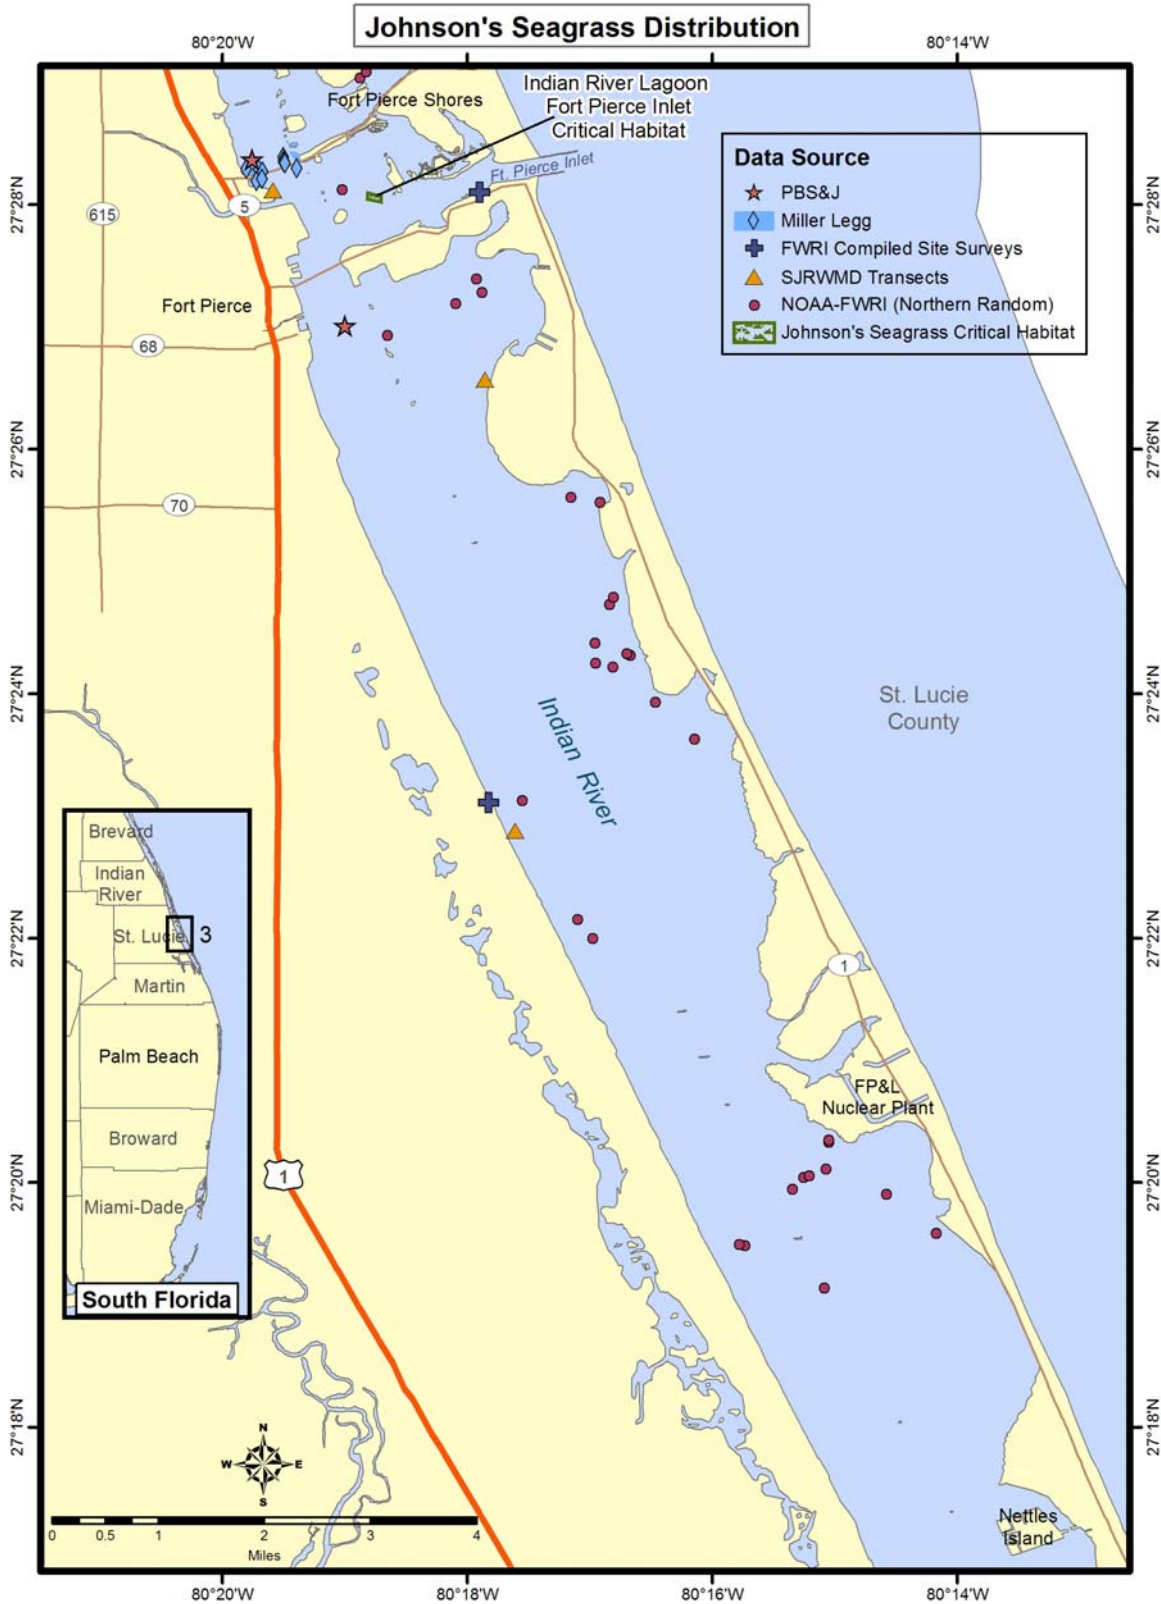 Johnson's Seagrass Distribution
80°20'W
80°14'W
Indian River Lagoon
Fort Pierce Inlet
Critical Habitat
Fort Pierce Shores
Ft. Pierce Inlet
Data Source
PBS&J
Miller Legg
FWRI Compiled Site Surveys
SJRWMD Transects
NOAA-FWRI (Northern Random)
Johnson's Seagrass Critical Habitat
27°28'N
27°28'N
615
5
Fort Pierce
68
27°26'N
27°26'N
70
27°24'N
27°24'N
St. Lucie
County
Indian River
Brevard
Indian
River
St. Lucie
3
Martin
Palm Beach
Broward
Miami-Dade
South Florida
27°22'N
27°22'N
1
FP&L
Nuclear Plant
27°20'N
27°20'N
1
27°18'N
27°18'N
N
W
E
S
0 0.5 1 2 3 4
Miles
Nettles
Island
80°20'W
80°18'W
80°16'W
80°14'W